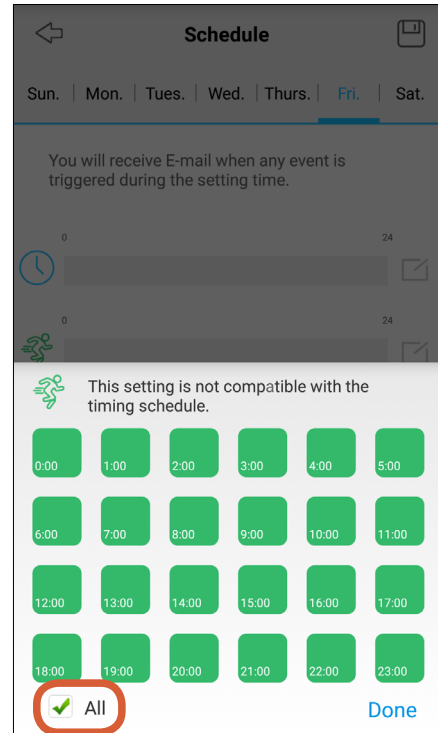 Schedule
Sun. | Mon. | Tues. | Wed. | Thurs. | Fri. | Sat.
You will receive E-mail when any event is
triggered during the setting time.
0 24
0 24
This setting is not compatible with the
timing schedule.
0:00 1:00 2:00 3:00 4:00 5:00
6:00 7:00 8:00 9:00 10:00 11:00
12:00 13:00 14:00 15:00 16:00 17:00
18:00 19:00 20:00 21:00 22:00 23:00
All Done